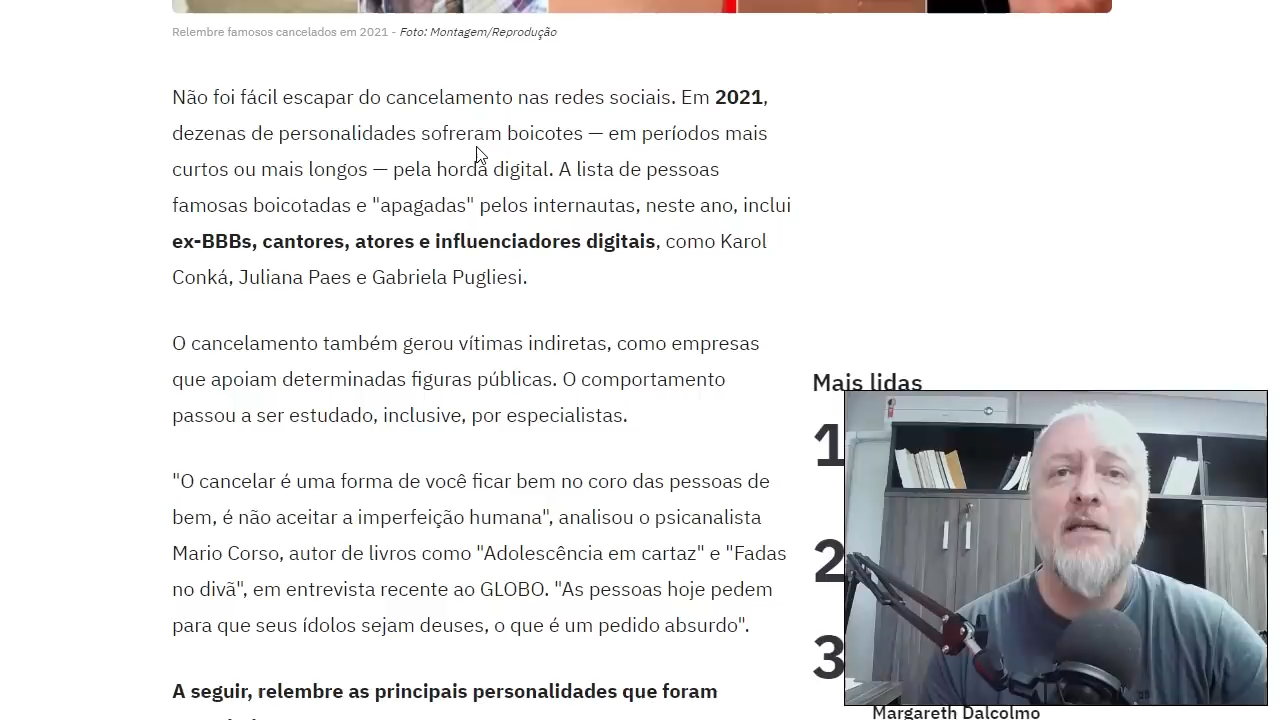 Relembre famosos cancelados em 2021 - Foto: Montagem/Reprodução
Não foi fácil escapar do cancelamento nas redes sociais. Em 2021,
dezenas de personalidades sofreram boicotes — em períodos mais
curtos ou mais longos — pela horda digital. A lista de pessoas
famosas boicotadas e "apagadas" pelos internautas, neste ano, inclui
ex-BBBs, cantores, atores e influenciadores digitais, como Karol
Conká, Juliana Paes e Gabriela Pugliesi.
O cancelamento também gerou vítimas indiretas, como empresas
que apoiam determinadas figuras públicas. O comportamento
passou a ser estudado, inclusive, por especialistas.
"O cancelar é uma forma de você ficar bem no coro das pessoas de
bem, é não aceitar a imperfeição humana", analisou o psicanalista
Mario Corso, autor de livros como "Adolescência em cartaz" e "Fadas
no divã", em entrevista recente ao GLOBO. "As pessoas hoje pedem
para que seus ídolos sejam deuses, o que é um pedido absurdo".
A seguir, relembre as principais personalidades que foram
Mais lidas
1
2
3
Margareth Dalcolmo